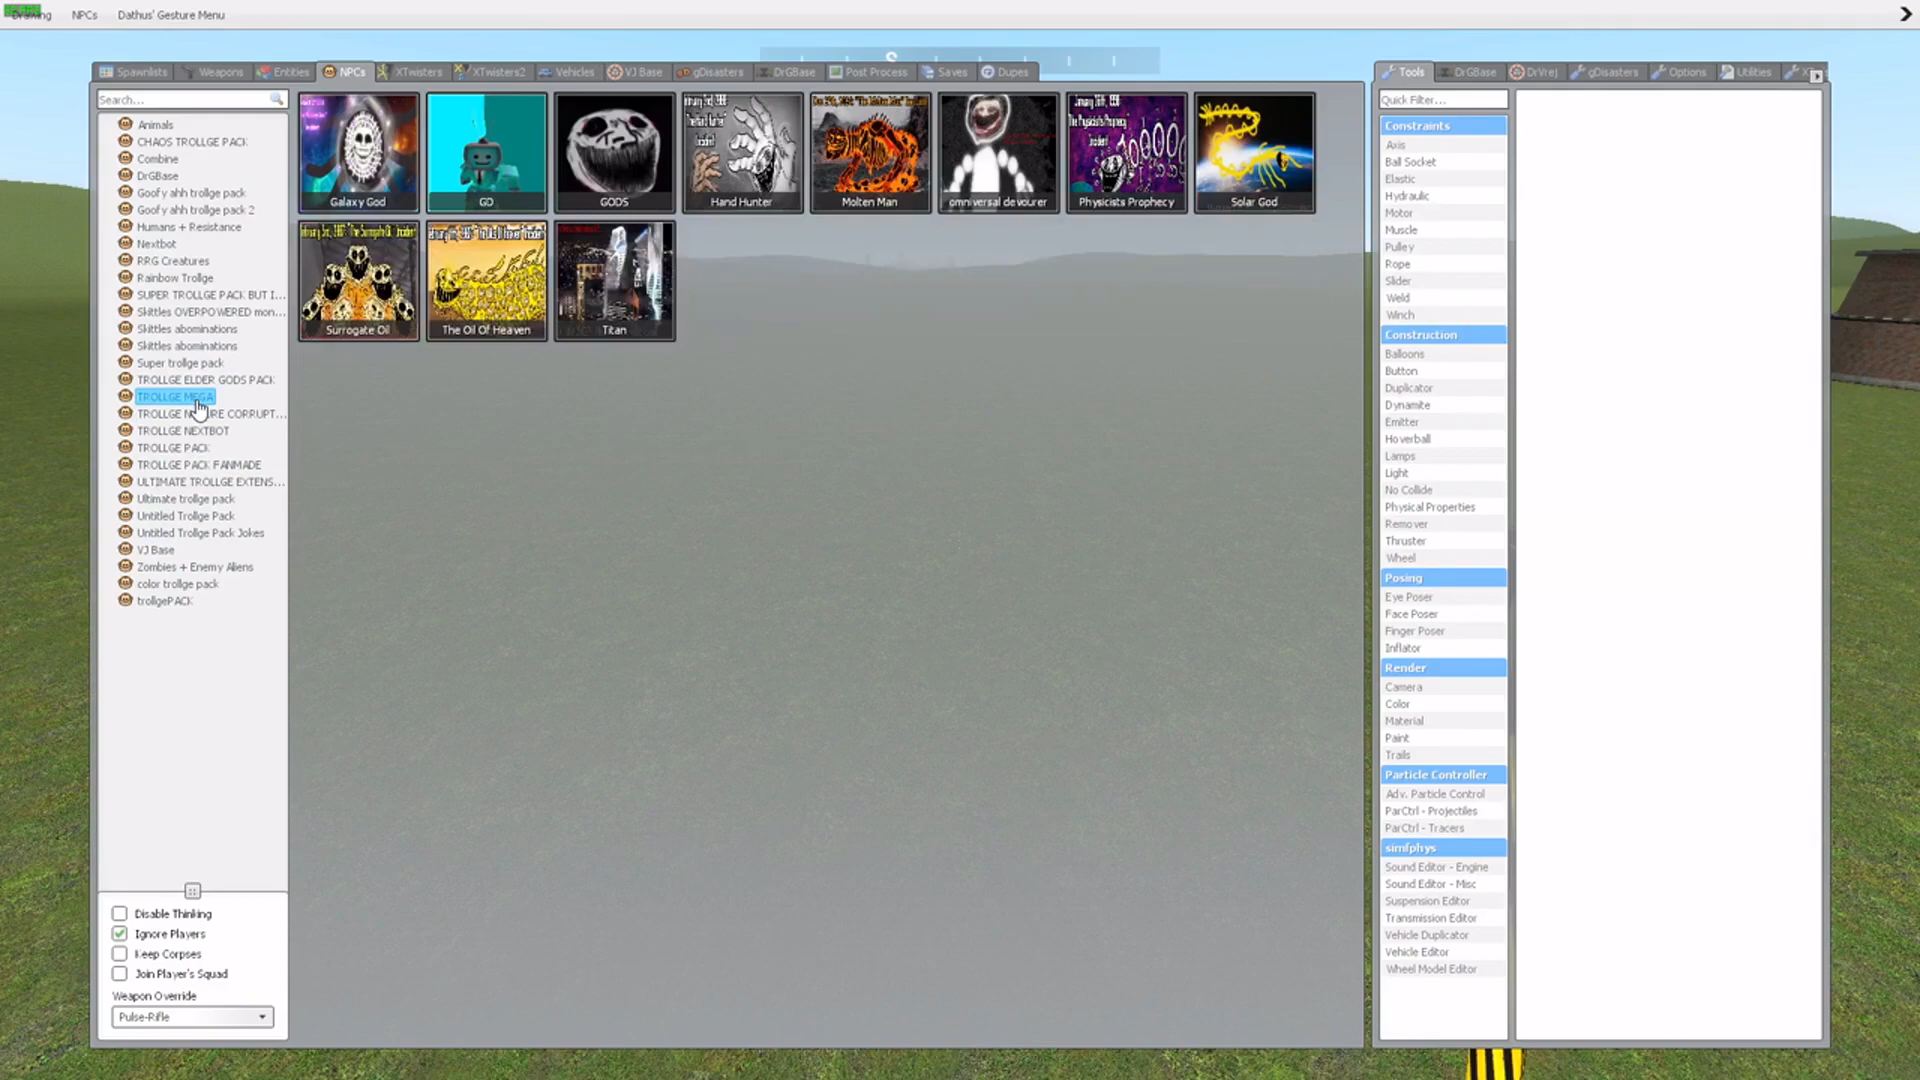 Draining NPCs Dathus' Gesture Menu
S
Spawnlists Weapons Entities NPCs XTwisters XTwisters2 Vehicles VJ Base gDisasters DrGBase Post Process Saves Dupes
Tools DrGBase DrVrej gDisasters Options Utilities
Search...
Animals
CHAOS TROLLGE PACK
Combine
DrGBase
Goofy ahh trollge pack
Goofy ahh trollge pack 2
Humans + Resistance
Nextbot
RRG Creatures
Rainbow Trollge
SUPER TROLLGE PACK BUT I...
Skittles OVERPOWERED mon...
Skittles abominations
Skittles abominations
Super trollge pack
TROLLGE ELDER GODS PACK
TROLLGE MEGA
TROLLGE NATURE CORRUPT...
TROLLGE NEXTBOT
TROLLGE PACK
TROLLGE PACK FANMADE
ULTIMATE TROLLGE EXTENS...
Ultimate trollge pack
Untitled Trollge Pack
Untitled Trollge Pack Jokes
VJ Base
Zombies + Enemy Aliens
color trollge pack
trollgePACK
Disable Thinking
Ignore Players
Keep Corpses
Join Player's Squad
Weapon Override
Pulse-Rifle
Galaxy God
GD
GODS
Hand Hunter
Molten Man
omniversal devourer
Physicists Prophecy
Solar God
Surrogate Oil
The Oil Of Heaven
Titan
Quick Filter...
Constraints
Axis
Ball Socket
Elastic
Hydraulic
Motor
Muscle
Pulley
Rope
Slider
Weld
Winch
Construction
Balloons
Button
Duplicator
Dynamite
Emitter
Hoverball
Lamps
Light
No Collide
Physical Properties
Remover
Thruster
Wheel
Posing
Eye Poser
Face Poser
Finger Poser
Inflator
Render
Camera
Color
Material
Paint
Trails
Particle Controller
Adv. Particle Control
ParCtrl - Projectiles
ParCtrl - Tracers
simfphys
Sound Editor - Engine
Sound Editor - Misc
Suspension Editor
Transmission Editor
Vehicle Duplicator
Vehicle Editor
Wheel Model Editor